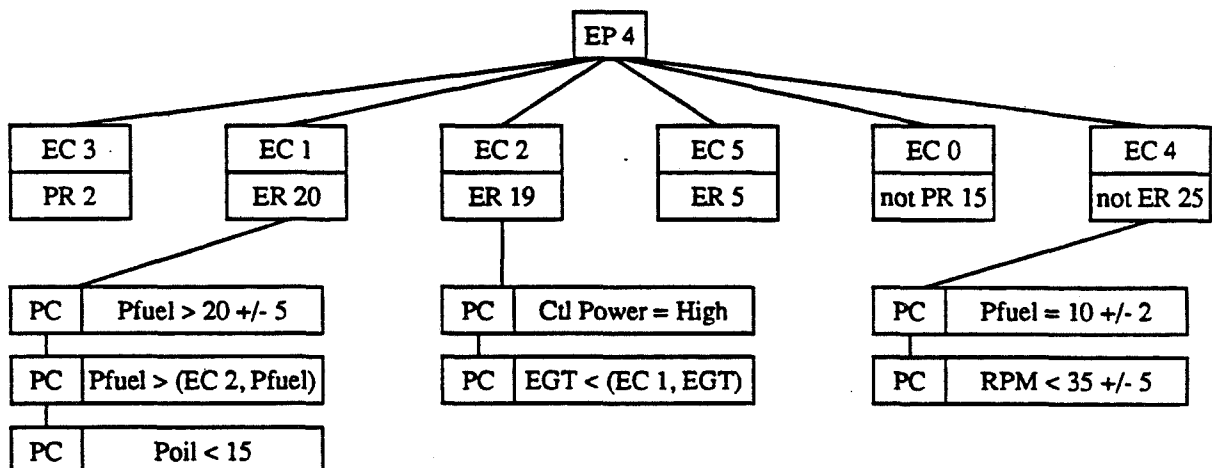 EP 4
EC 3 EC 1 EC 2 EC 5 EC 0 EC 4
PR 2 ER 20 ER 19 ER 5 not PR 15 not ER 25
PC Pfuel > 20 +/- 5 PC Ctl Power = High PC Pfuel = 10 +/- 2
PC Pfuel > (EC 2, Pfuel) PC EGT < (EC 1, EGT) PC RPM < 35 +/- 5
PC Poil < 15